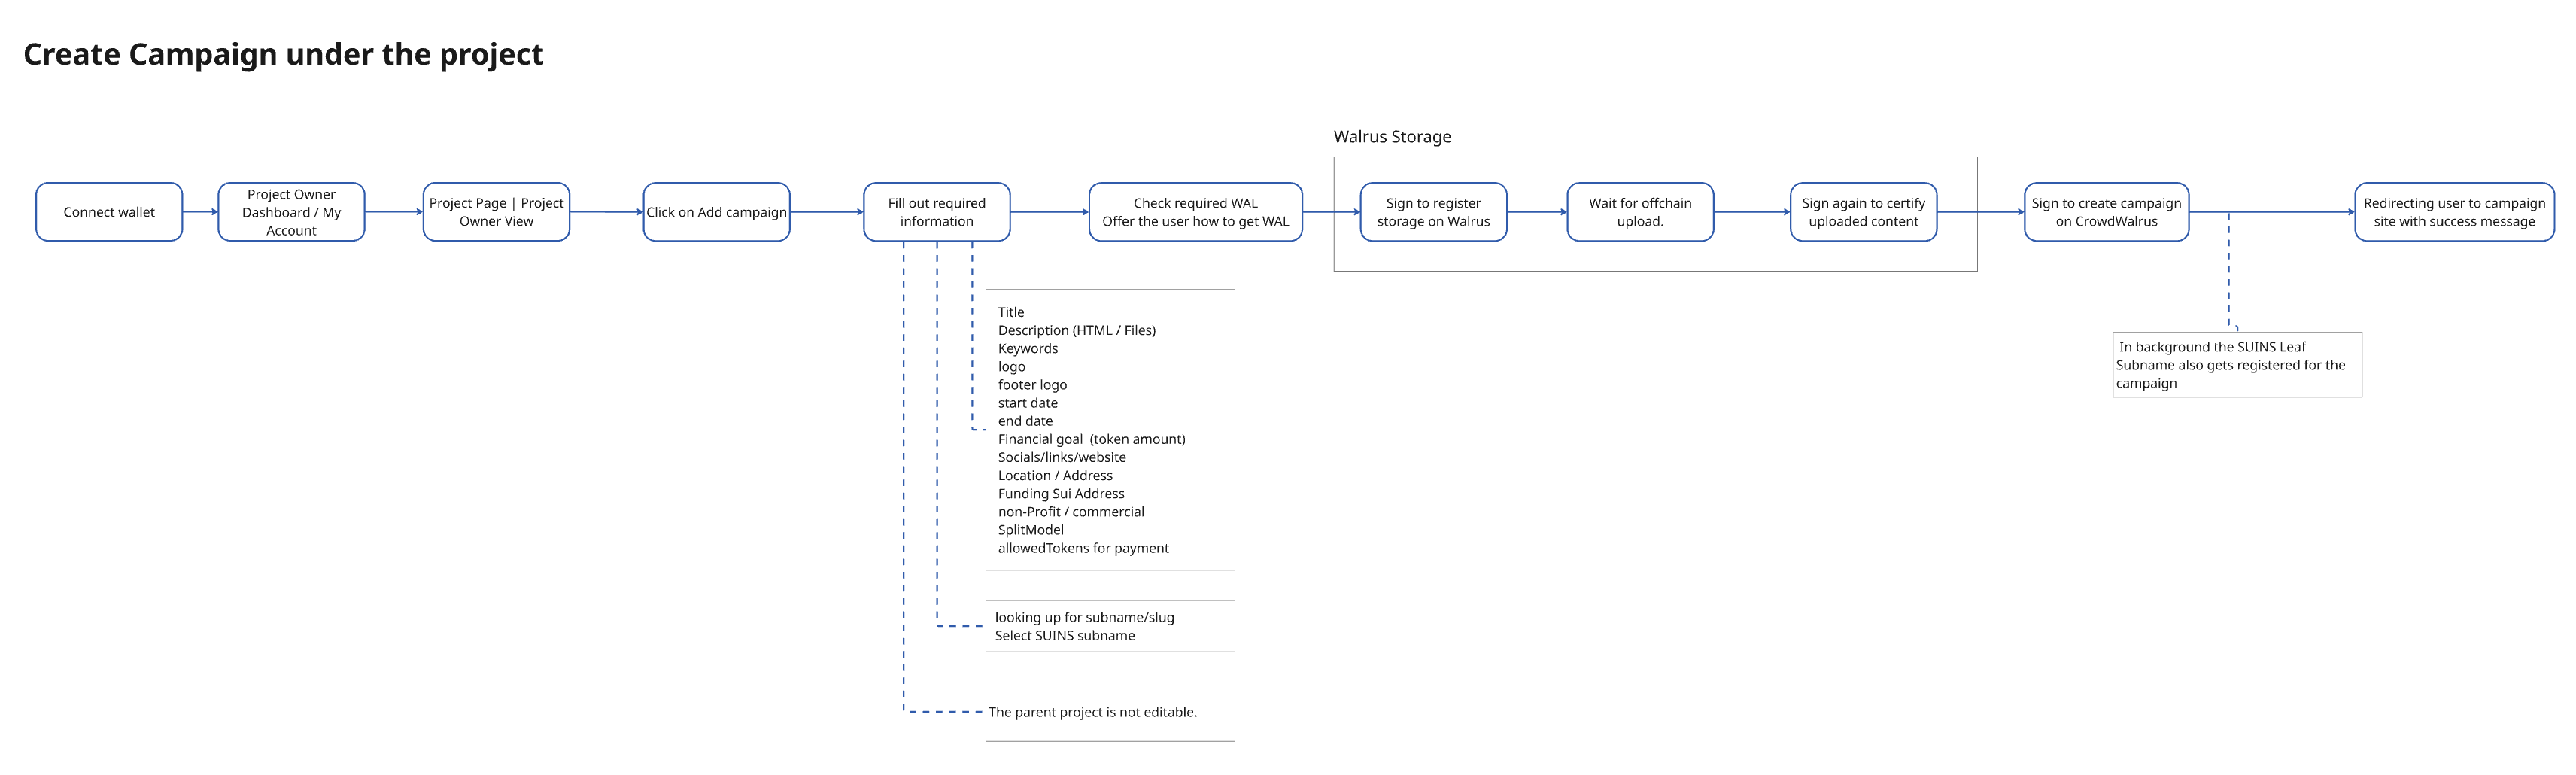 Create Campaign under the project
Walrus Storage
Connect wallet
Project Owner
Dashboard / My
Account
Project Page | Project
Owner View
Click on Add campaign
Fill out required
information
Check required WAL
Offer the user how to get WAL
Sign to register
storage on Walrus
Wait for offchain
upload.
Sign again to certify
uploaded content
Sign to create campaign
on CrowdWalrus
Redirecting user to campaign
site with success message
Title
Description (HTML / Files)
Keywords
logo
footer logo
start date
end date
Financial goal  (token amount)
Socials/links/website
Location / Address
Funding Sui Address
non-Profit / commercial
SplitModel
allowedTokens for payment
In background the SUINS Leaf
Subname also gets registered for the
campaign
looking up for subname/slug
Select SUINS subname
The parent project is not editable.